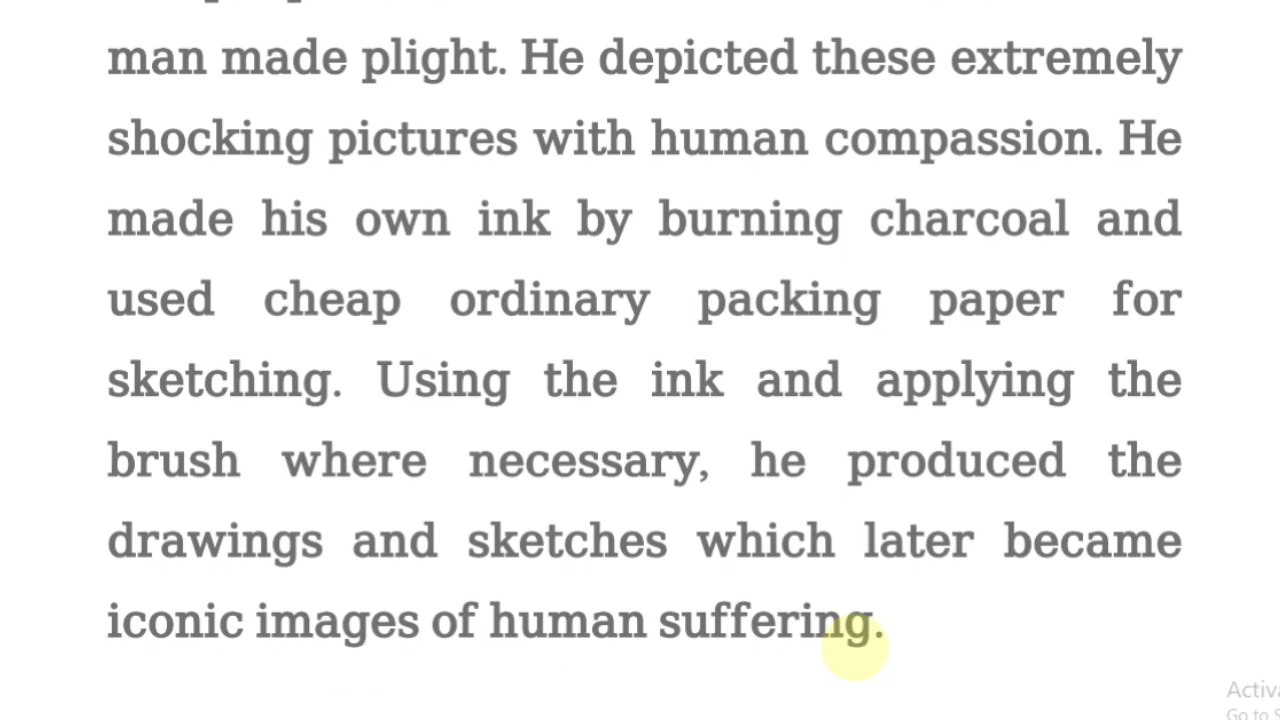 man made plight. He depicted these extremely
shocking pictures with human compassion. He
made his own ink by burning charcoal and
used cheap ordinary packing paper for
sketching. Using the ink and applying the
brush where necessary, he produced the
drawings and sketches which later became
iconic images of human suffering.
Go to